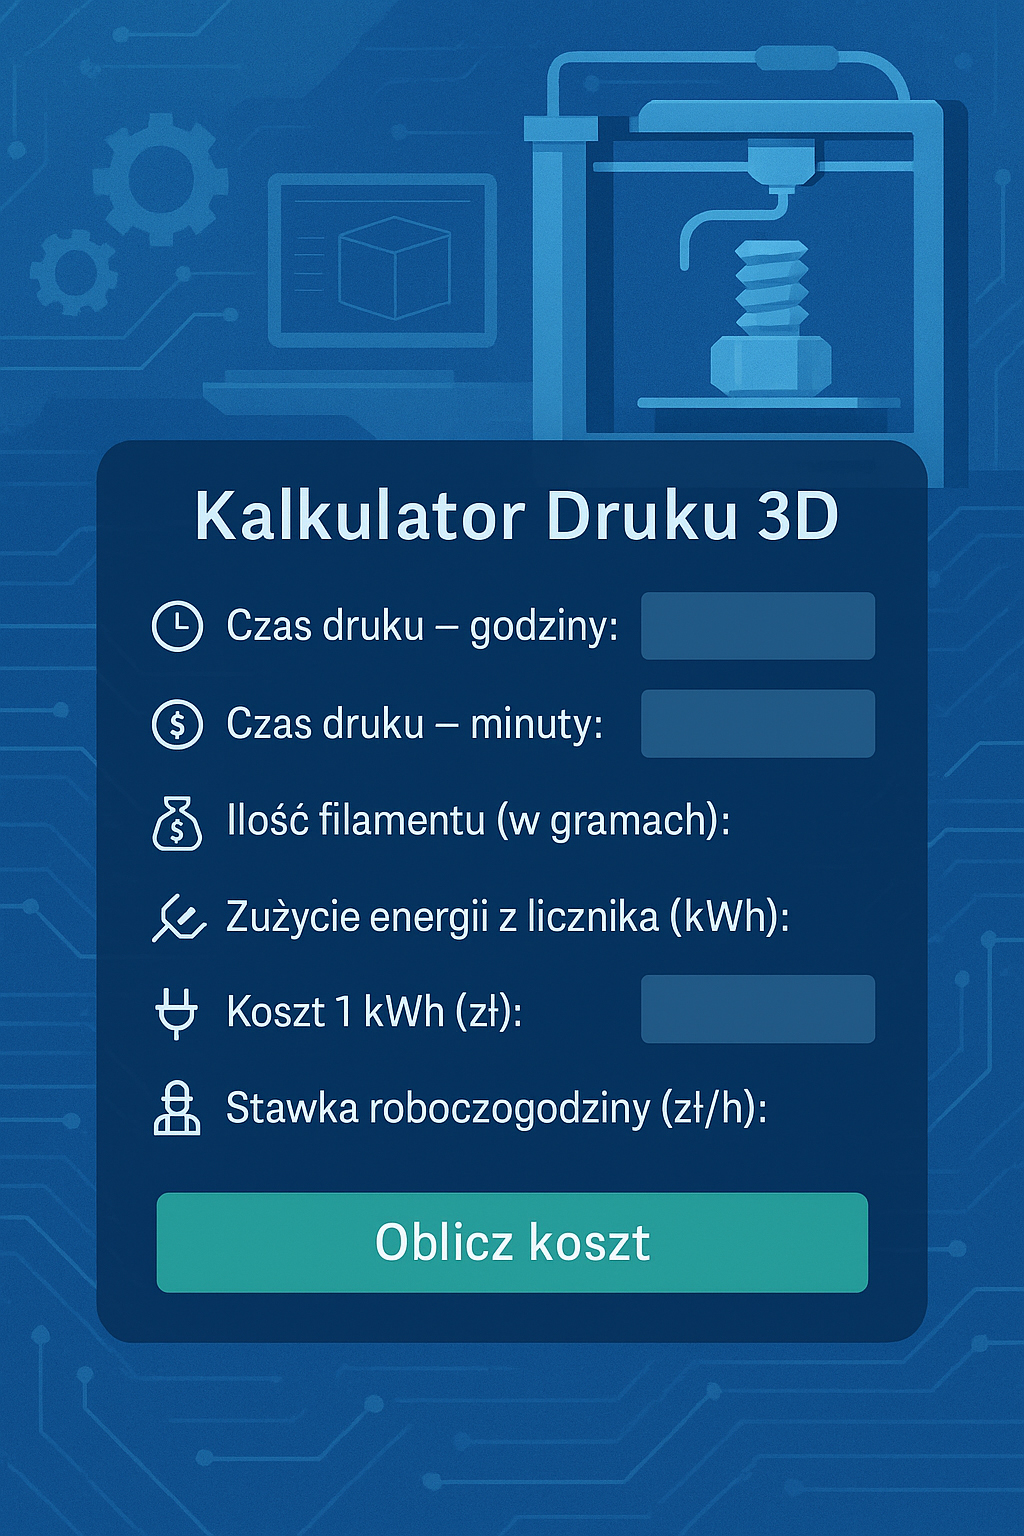 Kalkulator Druku 3D
Czas druku – godziny:
$ Czas druku – minuty:
$ Ilość filamentu (w gramach):
Zużycie energii z licznika (kWh):
Koszt 1 kWh (zł):
Stawka roboczogodziny (zł/h):
Oblicz koszt